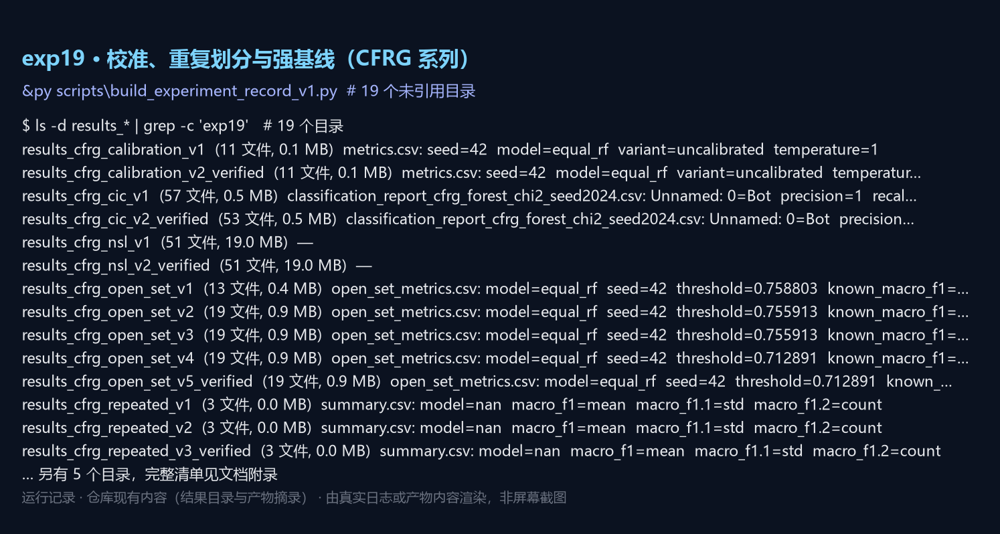 exp19 • 校准、重复划分与强基线（CFRG 系列）
&py scripts\build_experiment_record_v1.py  # 19 个未引用目录
$ ls -d results_* | grep -c 'exp19'   # 19 个目录
results_cfrg_calibration_v1  (11 文件, 0.1 MB)  metrics.csv: seed=42  model=equal_rf  variant=uncalibrated  temperature=1
results_cfrg_calibration_v2_verified  (11 文件, 0.1 MB)  metrics.csv: seed=42  model=equal_rf  variant=uncalibrated  temperatur...
results_cfrg_cic_v1  (57 文件, 0.5 MB)  classification_report_cfrg_forest_chi2_seed2024.csv: Unnamed: 0=Bot  precision=1  recal...
results_cfrg_cic_v2_verified  (53 文件, 0.5 MB)  classification_report_cfrg_forest_chi2_seed2024.csv: Unnamed: 0=Bot  precision...
results_cfrg_nsl_v1  (51 文件, 19.0 MB)  —
results_cfrg_nsl_v2_verified  (51 文件, 19.0 MB)  —
results_cfrg_open_set_v1  (13 文件, 0.4 MB)  open_set_metrics.csv: model=equal_rf  seed=42  threshold=0.758803  known_macro_f1=...
results_cfrg_open_set_v2  (19 文件, 0.9 MB)  open_set_metrics.csv: model=equal_rf  seed=42  threshold=0.755913  known_macro_f1=...
results_cfrg_open_set_v3  (19 文件, 0.9 MB)  open_set_metrics.csv: model=equal_rf  seed=42  threshold=0.755913  known_macro_f1=...
results_cfrg_open_set_v4  (19 文件, 0.9 MB)  open_set_metrics.csv: model=equal_rf  seed=42  threshold=0.712891  known_macro_f1=...
results_cfrg_open_set_v5_verified  (19 文件, 0.9 MB)  open_set_metrics.csv: model=equal_rf  seed=42  threshold=0.712891  known_...
results_cfrg_repeated_v1  (3 文件, 0.0 MB)  summary.csv: model=nan  macro_f1=mean  macro_f1.1=std  macro_f1.2=count
results_cfrg_repeated_v2  (3 文件, 0.0 MB)  summary.csv: model=nan  macro_f1=mean  macro_f1.1=std  macro_f1.2=count
results_cfrg_repeated_v3_verified  (3 文件, 0.0 MB)  summary.csv: model=nan  macro_f1=mean  macro_f1.1=std  macro_f1.2=count
... 另有 5 个目录，完整清单见文档附录
运行记录 · 仓库现有内容（结果目录与产物摘录） · 由真实日志或产物内容渲染，非屏幕截图